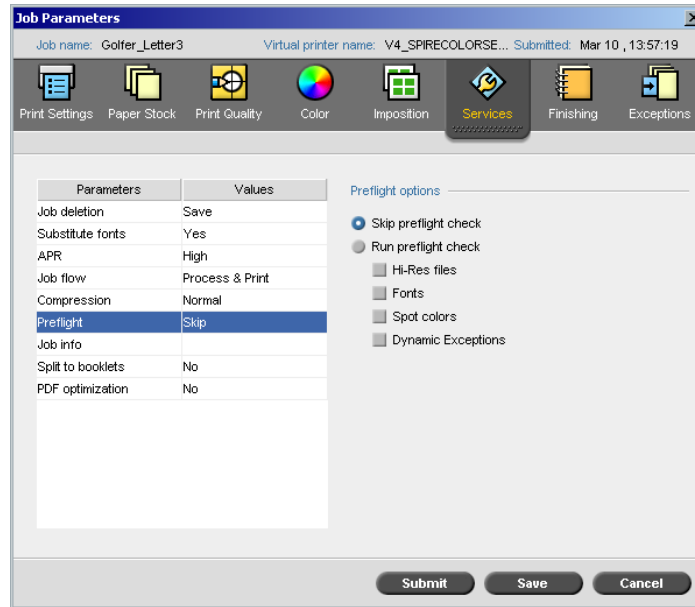 Job Parameters
Job name: Golfer_Letter3 Virtual printer name: V4_SPIRECOLORSE... Submitted: Mar 10 , 13:57:19
Print Settings Paper Stock Print Quality Color Imposition Services Finishing Exceptions
Parameters Values
Job deletion Save
Substitute fonts Yes
APR High
Job flow Process & Print
Compression Normal
Preflight Skip
Job info
Split to booklets No
PDF optimization No
Preflight options
Skip preflight check
Run preflight check
Hi-Res files
Fonts
Spot colors
Dynamic Exceptions
Submit Save Cancel